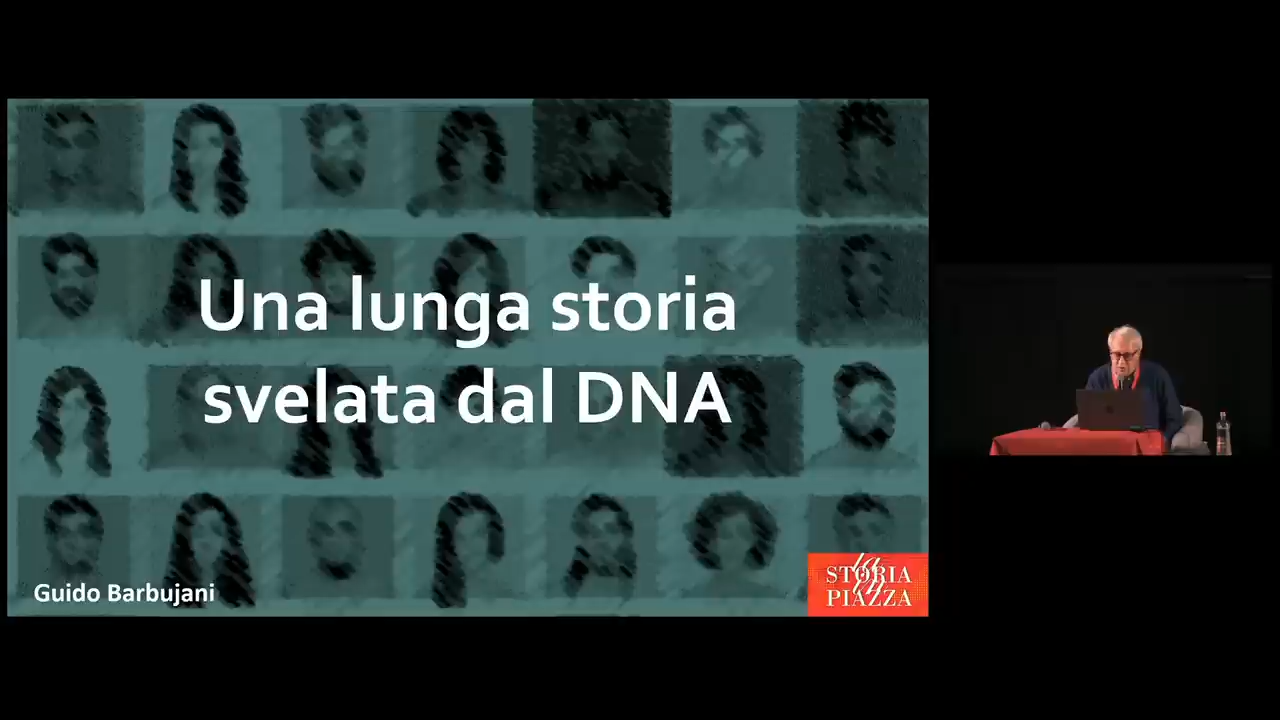 Una lunga storia
svelata dal DNA
Guido Barbujani
la
STORIA
in
PIAZZA